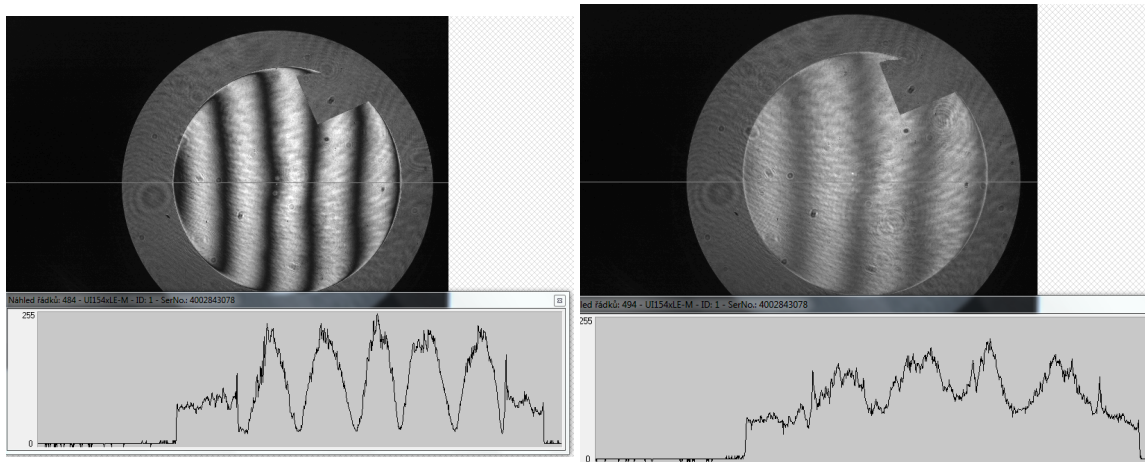 Náhled řádků: 484 - UI154xLE-M - ID: 1 - SerNo.: 4002843078
255
0
led řádků: 494 - UI154xLE-M - ID: 1 - SerNo.: 4002843078
255
0